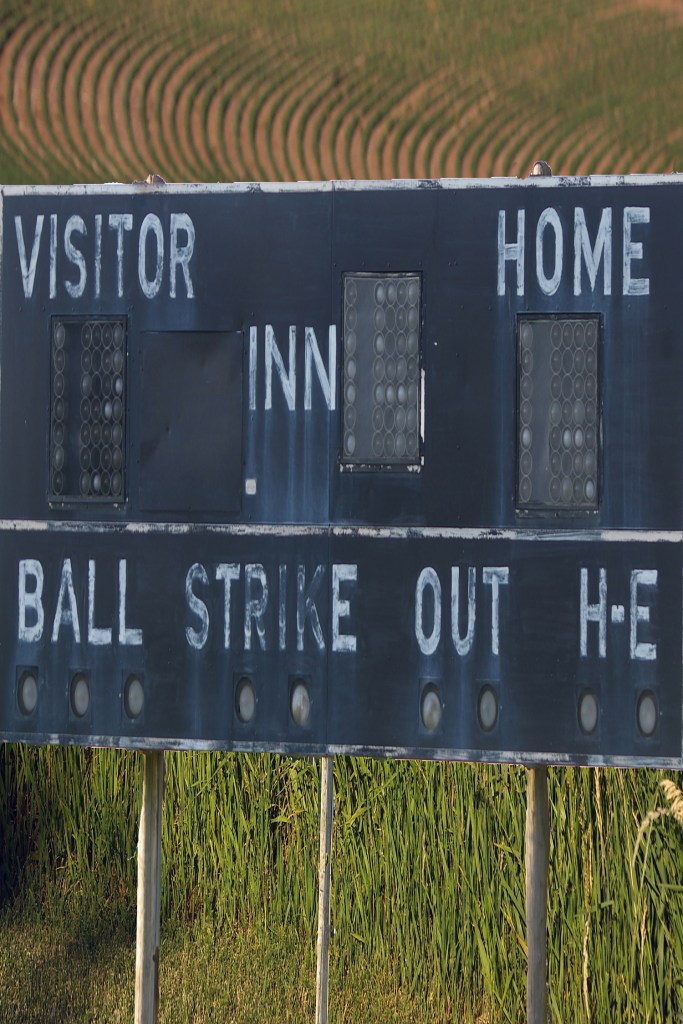 VISITOR HOME
INN
BALL STRIKE OUT H-E